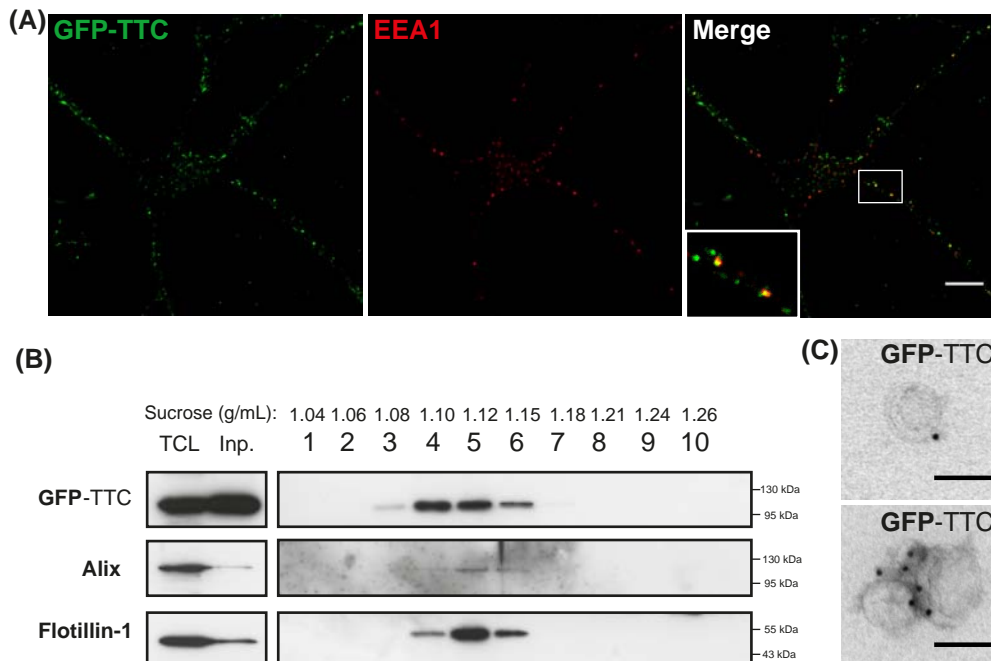 (A)
GFP-TTC EEA1 Merge
(B)
(C)
GFP-TTC
GFP-TTC
Sucrose (g/mL): 1.04 1.06 1.08 1.10 1.12 1.15 1.18 1.21 1.24 1.26
TCL Inp. 1 2 3 4 5 6 7 8 9 10
GFP-TTC
130 kDa
95 kDa
Alix
130 kDa
95 kDa
Flotillin-1
55 kDa
43 kDa